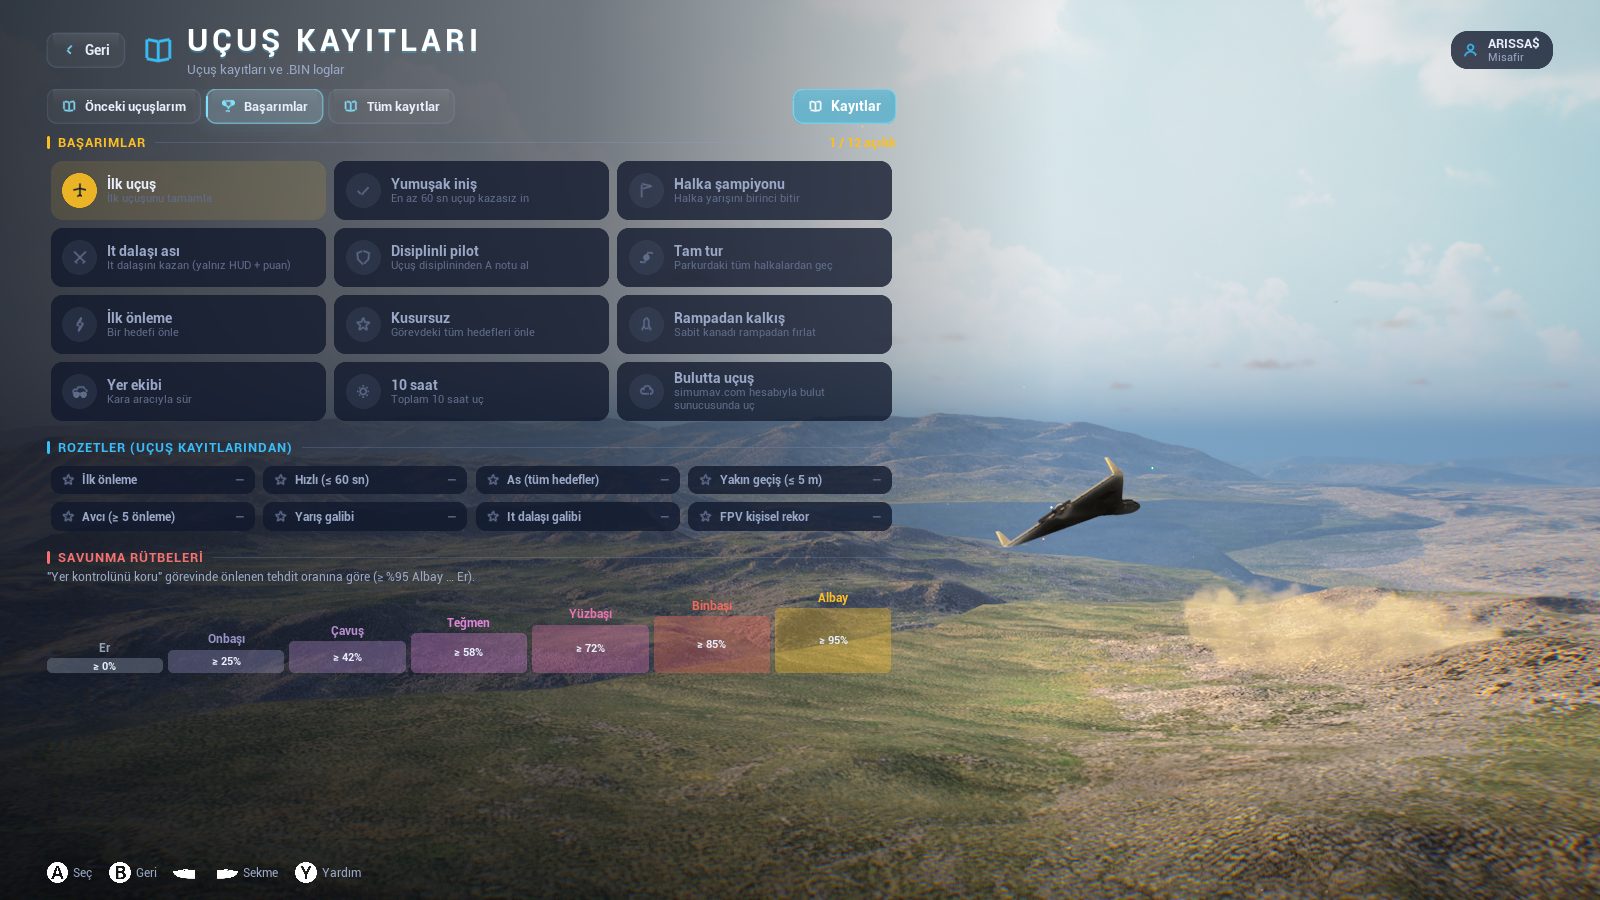 Geri
UÇUŞ KAYITLARI
Uçuş kayıtları ve .BIN loglar
ARISSA$
Misafir
Önceki uçuşlarım
Başarımlar
Tüm kayıtlar
Kayıtlar
BAŞARIMLAR
1 / 12 açıldı
İlk uçuş
İlk uçuşunu tamamla
Yumuşak iniş
En az 60 sn uçup kazasız in
Halka şampiyonu
Halka yarışını birinci bitir
It dalaşı ası
It dalaşını kazan (yalnız HUD + puan)
Disiplinli pilot
Uçuş disiplininden A notu al
Tam tur
Parkurdaki tüm halkalardan geç
İlk önleme
Bir hedefi önle
Kusursuz
Görevdeki tüm hedefleri önle
Rampadan kalkış
Sabit kanadı rampadan fırlat
Yer ekibi
Kara aracıyla sür
10 saat
Toplam 10 saat uç
Bulutta uçuş
simumav.com hesabıyla bulut
sunucusunda uç
ROZETLER (UÇUŞ KAYITLARINDAN)
İlk önleme –
Hızlı (≤ 60 sn) –
As (tüm hedefler) –
Yakın geçiş (≤ 5 m) –
Avcı (≥ 5 önleme) –
Yarış galibi –
It dalaşı galibi –
FPV kişisel rekor –
SAVUNMA RÜTBELERİ
"Yer kontrolünü koru" görevinde önlenen tehdit oranına göre (≥ %95 Albay … Er).
Er
≥ 0%
Onbaşı
≥ 25%
Çavuş
≥ 42%
Teğmen
≥ 58%
Yüzbaşı
≥ 72%
Binbaşı
≥ 85%
Albay
≥ 95%
A Seç
B Geri
Sekme
Y Yardım